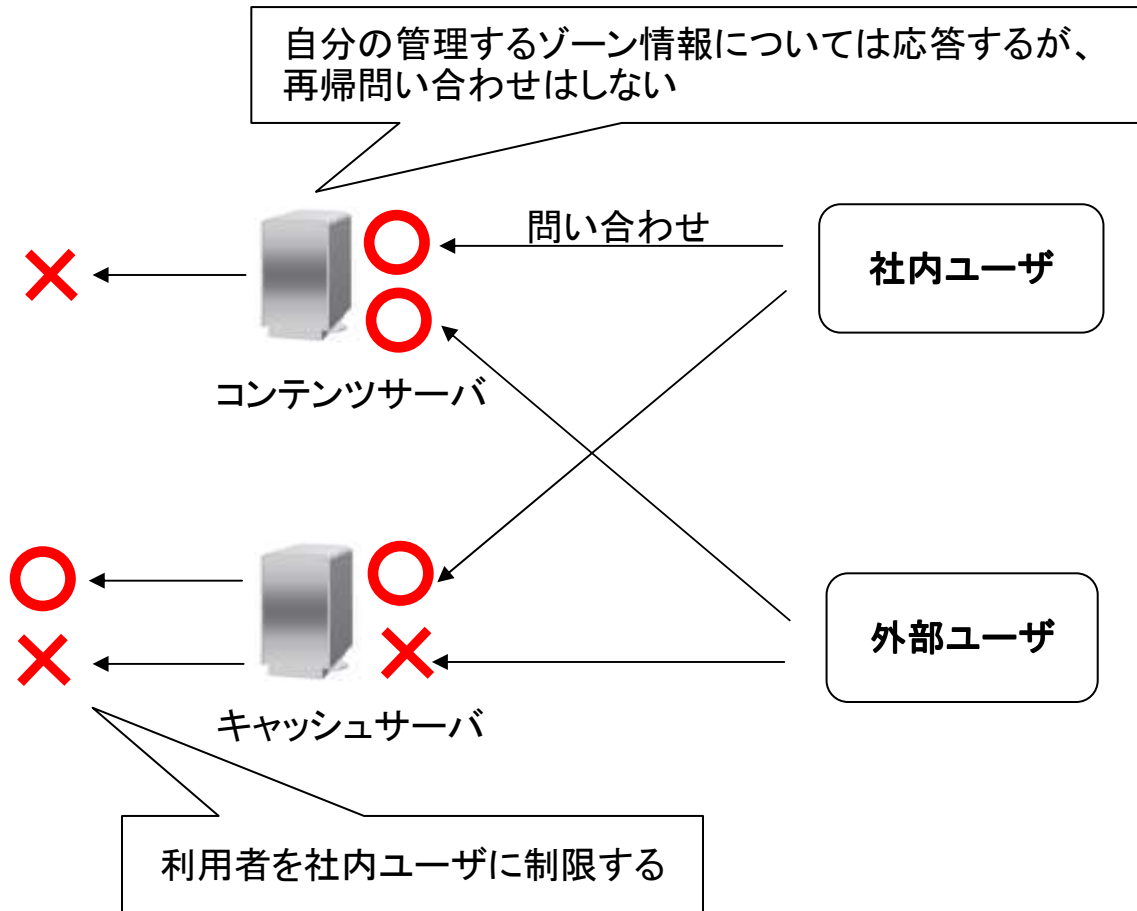 自分の管理するゾーン情報については応答するが、
再帰問い合わせはしない
問い合わせ
社内ユーザ
コンテンツサーバ
外部ユーザ
キャッシュサーバ
利用者を社内ユーザに制限する